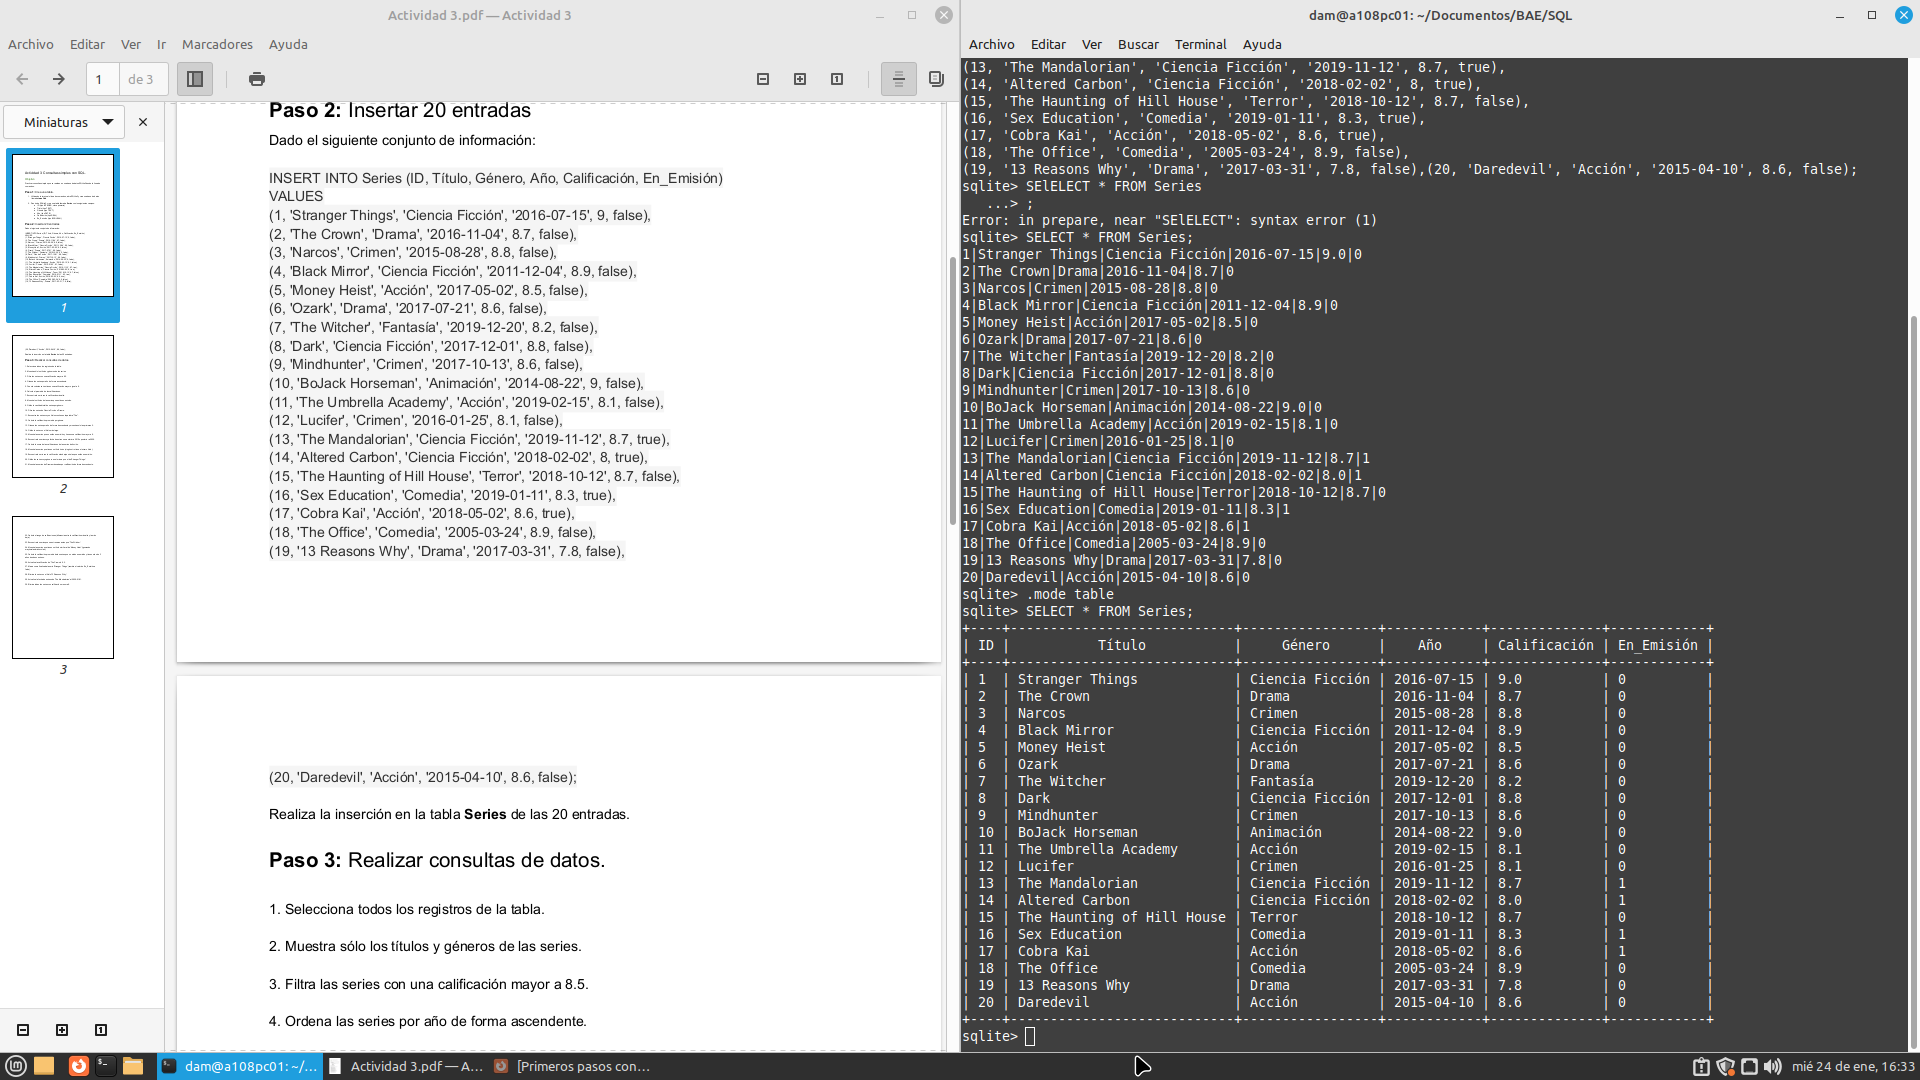 Actividad 3.pdf — Actividad 3
Archivo Editar Ver Ir Marcadores Ayuda
1 de 3
Miniaturas
1
2
3
Paso 2: Insertar 20 entradas
Dado el siguiente conjunto de información:
INSERT INTO Series (ID, Título, Género, Año, Calificación, En_Emisión)
VALUES
(1, 'Stranger Things', 'Ciencia Ficción', '2016-07-15', 9, false),
(2, 'The Crown', 'Drama', '2016-11-04', 8.7, false),
(3, 'Narcos', 'Crimen', '2015-08-28', 8.8, false),
(4, 'Black Mirror', 'Ciencia Ficción', '2011-12-04', 8.9, false),
(5, 'Money Heist', 'Acción', '2017-05-02', 8.5, false),
(6, 'Ozark', 'Drama', '2017-07-21', 8.6, false),
(7, 'The Witcher', 'Fantasía', '2019-12-20', 8.2, false),
(8, 'Dark', 'Ciencia Ficción', '2017-12-01', 8.8, false),
(9, 'Mindhunter', 'Crimen', '2017-10-13', 8.6, false),
(10, 'BoJack Horseman', 'Animación', '2014-08-22', 9, false),
(11, 'The Umbrella Academy', 'Acción', '2019-02-15', 8.1, false),
(12, 'Lucifer', 'Crimen', '2016-01-25', 8.1, false),
(13, 'The Mandalorian', 'Ciencia Ficción', '2019-11-12', 8.7, true),
(14, 'Altered Carbon', 'Ciencia Ficción', '2018-02-02', 8, true),
(15, 'The Haunting of Hill House', 'Terror', '2018-10-12', 8.7, false),
(16, 'Sex Education', 'Comedia', '2019-01-11', 8.3, true),
(17, 'Cobra Kai', 'Acción', '2018-05-02', 8.6, true),
(18, 'The Office', 'Comedia', '2005-03-24', 8.9, false),
(19, '13 Reasons Why', 'Drama', '2017-03-31', 7.8, false),
(20, 'Daredevil', 'Acción', '2015-04-10', 8.6, false);
Realiza la inserción en la tabla Series de las 20 entradas.
Paso 3: Realizar consultas de datos.
1. Selecciona todos los registros de la tabla.
2. Muestra sólo los títulos y géneros de las series.
3. Filtra las series con una calificación mayor a 8.5.
4. Ordena las series por año de forma ascendente.
dam@a108pc01: ~/Documentos/BAE/SQL
Archivo Editar Ver Buscar Terminal Ayuda
(13, 'The Mandalorian', 'Ciencia Ficción', '2019-11-12', 8.7, true),
(14, 'Altered Carbon', 'Ciencia Ficción', '2018-02-02', 8, true),
(15, 'The Haunting of Hill House', 'Terror', '2018-10-12', 8.7, false),
(16, 'Sex Education', 'Comedia', '2019-01-11', 8.3, true),
(17, 'Cobra Kai', 'Acción', '2018-05-02', 8.6, true),
(18, 'The Office', 'Comedia', '2005-03-24', 8.9, false),
(19, '13 Reasons Why', 'Drama', '2017-03-31', 7.8, false),(20, 'Daredevil', 'Acción', '2015-04-10', 8.6, false);
sqlite> SElELECT * FROM Series
...> ;
Error: in prepare, near "SElELECT": syntax error (1)
sqlite> SELECT * FROM Series;
1|Stranger Things|Ciencia Ficción|2016-07-15|9.0|0
2|The Crown|Drama|2016-11-04|8.7|0
3|Narcos|Crimen|2015-08-28|8.8|0
4|Black Mirror|Ciencia Ficción|2011-12-04|8.9|0
5|Money Heist|Acción|2017-05-02|8.5|0
6|Ozark|Drama|2017-07-21|8.6|0
7|The Witcher|Fantasía|2019-12-20|8.2|0
8|Dark|Ciencia Ficción|2017-12-01|8.8|0
9|Mindhunter|Crimen|2017-10-13|8.6|0
10|BoJack Horseman|Animación|2014-08-22|9.0|0
11|The Umbrella Academy|Acción|2019-02-15|8.1|0
12|Lucifer|Crimen|2016-01-25|8.1|0
13|The Mandalorian|Ciencia Ficción|2019-11-12|8.7|1
14|Altered Carbon|Ciencia Ficción|2018-02-02|8.0|1
15|The Haunting of Hill House|Terror|2018-10-12|8.7|0
16|Sex Education|Comedia|2019-01-11|8.3|1
17|Cobra Kai|Acción|2018-05-02|8.6|1
18|The Office|Comedia|2005-03-24|8.9|0
19|13 Reasons Why|Drama|2017-03-31|7.8|0
20|Daredevil|Acción|2015-04-10|8.6|0
sqlite> .mode table
sqlite> SELECT * FROM Series;
| ID | Título | Género | Año | Calificación | En_Emisión |
| 1 | Stranger Things | Ciencia Ficción | 2016-07-15 | 9.0 | 0 |
| 2 | The Crown | Drama | 2016-11-04 | 8.7 | 0 |
| 3 | Narcos | Crimen | 2015-08-28 | 8.8 | 0 |
| 4 | Black Mirror | Ciencia Ficción | 2011-12-04 | 8.9 | 0 |
| 5 | Money Heist | Acción | 2017-05-02 | 8.5 | 0 |
| 6 | Ozark | Drama | 2017-07-21 | 8.6 | 0 |
| 7 | The Witcher | Fantasía | 2019-12-20 | 8.2 | 0 |
| 8 | Dark | Ciencia Ficción | 2017-12-01 | 8.8 | 0 |
| 9 | Mindhunter | Crimen | 2017-10-13 | 8.6 | 0 |
| 10 | BoJack Horseman | Animación | 2014-08-22 | 9.0 | 0 |
| 11 | The Umbrella Academy | Acción | 2019-02-15 | 8.1 | 0 |
| 12 | Lucifer | Crimen | 2016-01-25 | 8.1 | 0 |
| 13 | The Mandalorian | Ciencia Ficción | 2019-11-12 | 8.7 | 1 |
| 14 | Altered Carbon | Ciencia Ficción | 2018-02-02 | 8.0 | 1 |
| 15 | The Haunting of Hill House | Terror | 2018-10-12 | 8.7 | 0 |
| 16 | Sex Education | Comedia | 2019-01-11 | 8.3 | 1 |
| 17 | Cobra Kai | Acción | 2018-05-02 | 8.6 | 1 |
| 18 | The Office | Comedia | 2005-03-24 | 8.9 | 0 |
| 19 | 13 Reasons Why | Drama | 2017-03-31 | 7.8 | 0 |
| 20 | Daredevil | Acción | 2015-04-10 | 8.6 | 0 |
sqlite>
dam@a108pc01: ~/... Actividad 3.pdf — A... [Primeros pasos con... mié 24 de ene, 16:33